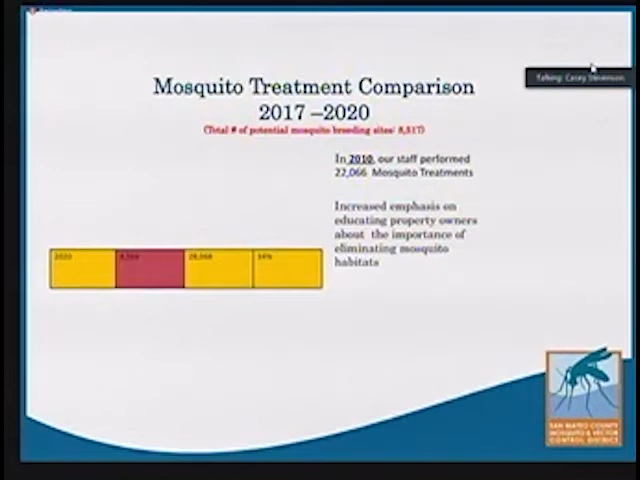 Talking: Casey Stevenson
Mosquito Treatment Comparison
2017 –2020
(Total # of potential mosquito breeding sites: 8,517)
In 2010, our staff performed
22,066 Mosquito Treatments
Increased emphasis on
educating property owners
about the importance of
eliminating mosquito
habitats
2020
28,068
34%
SAN MATEO COUNTY
MOSQUITO & VECTOR
CONTROL DISTRICT